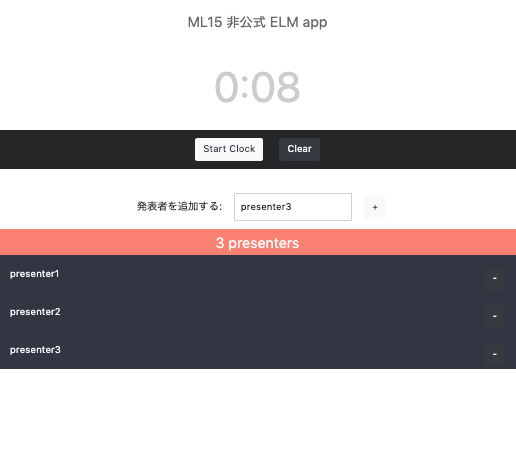 ML15 非公式 ELM app
0:08
Start Clock Clear
発表者を追加する: presenter3 +
3 presenters
presenter1 -
presenter2 -
presenter3 -